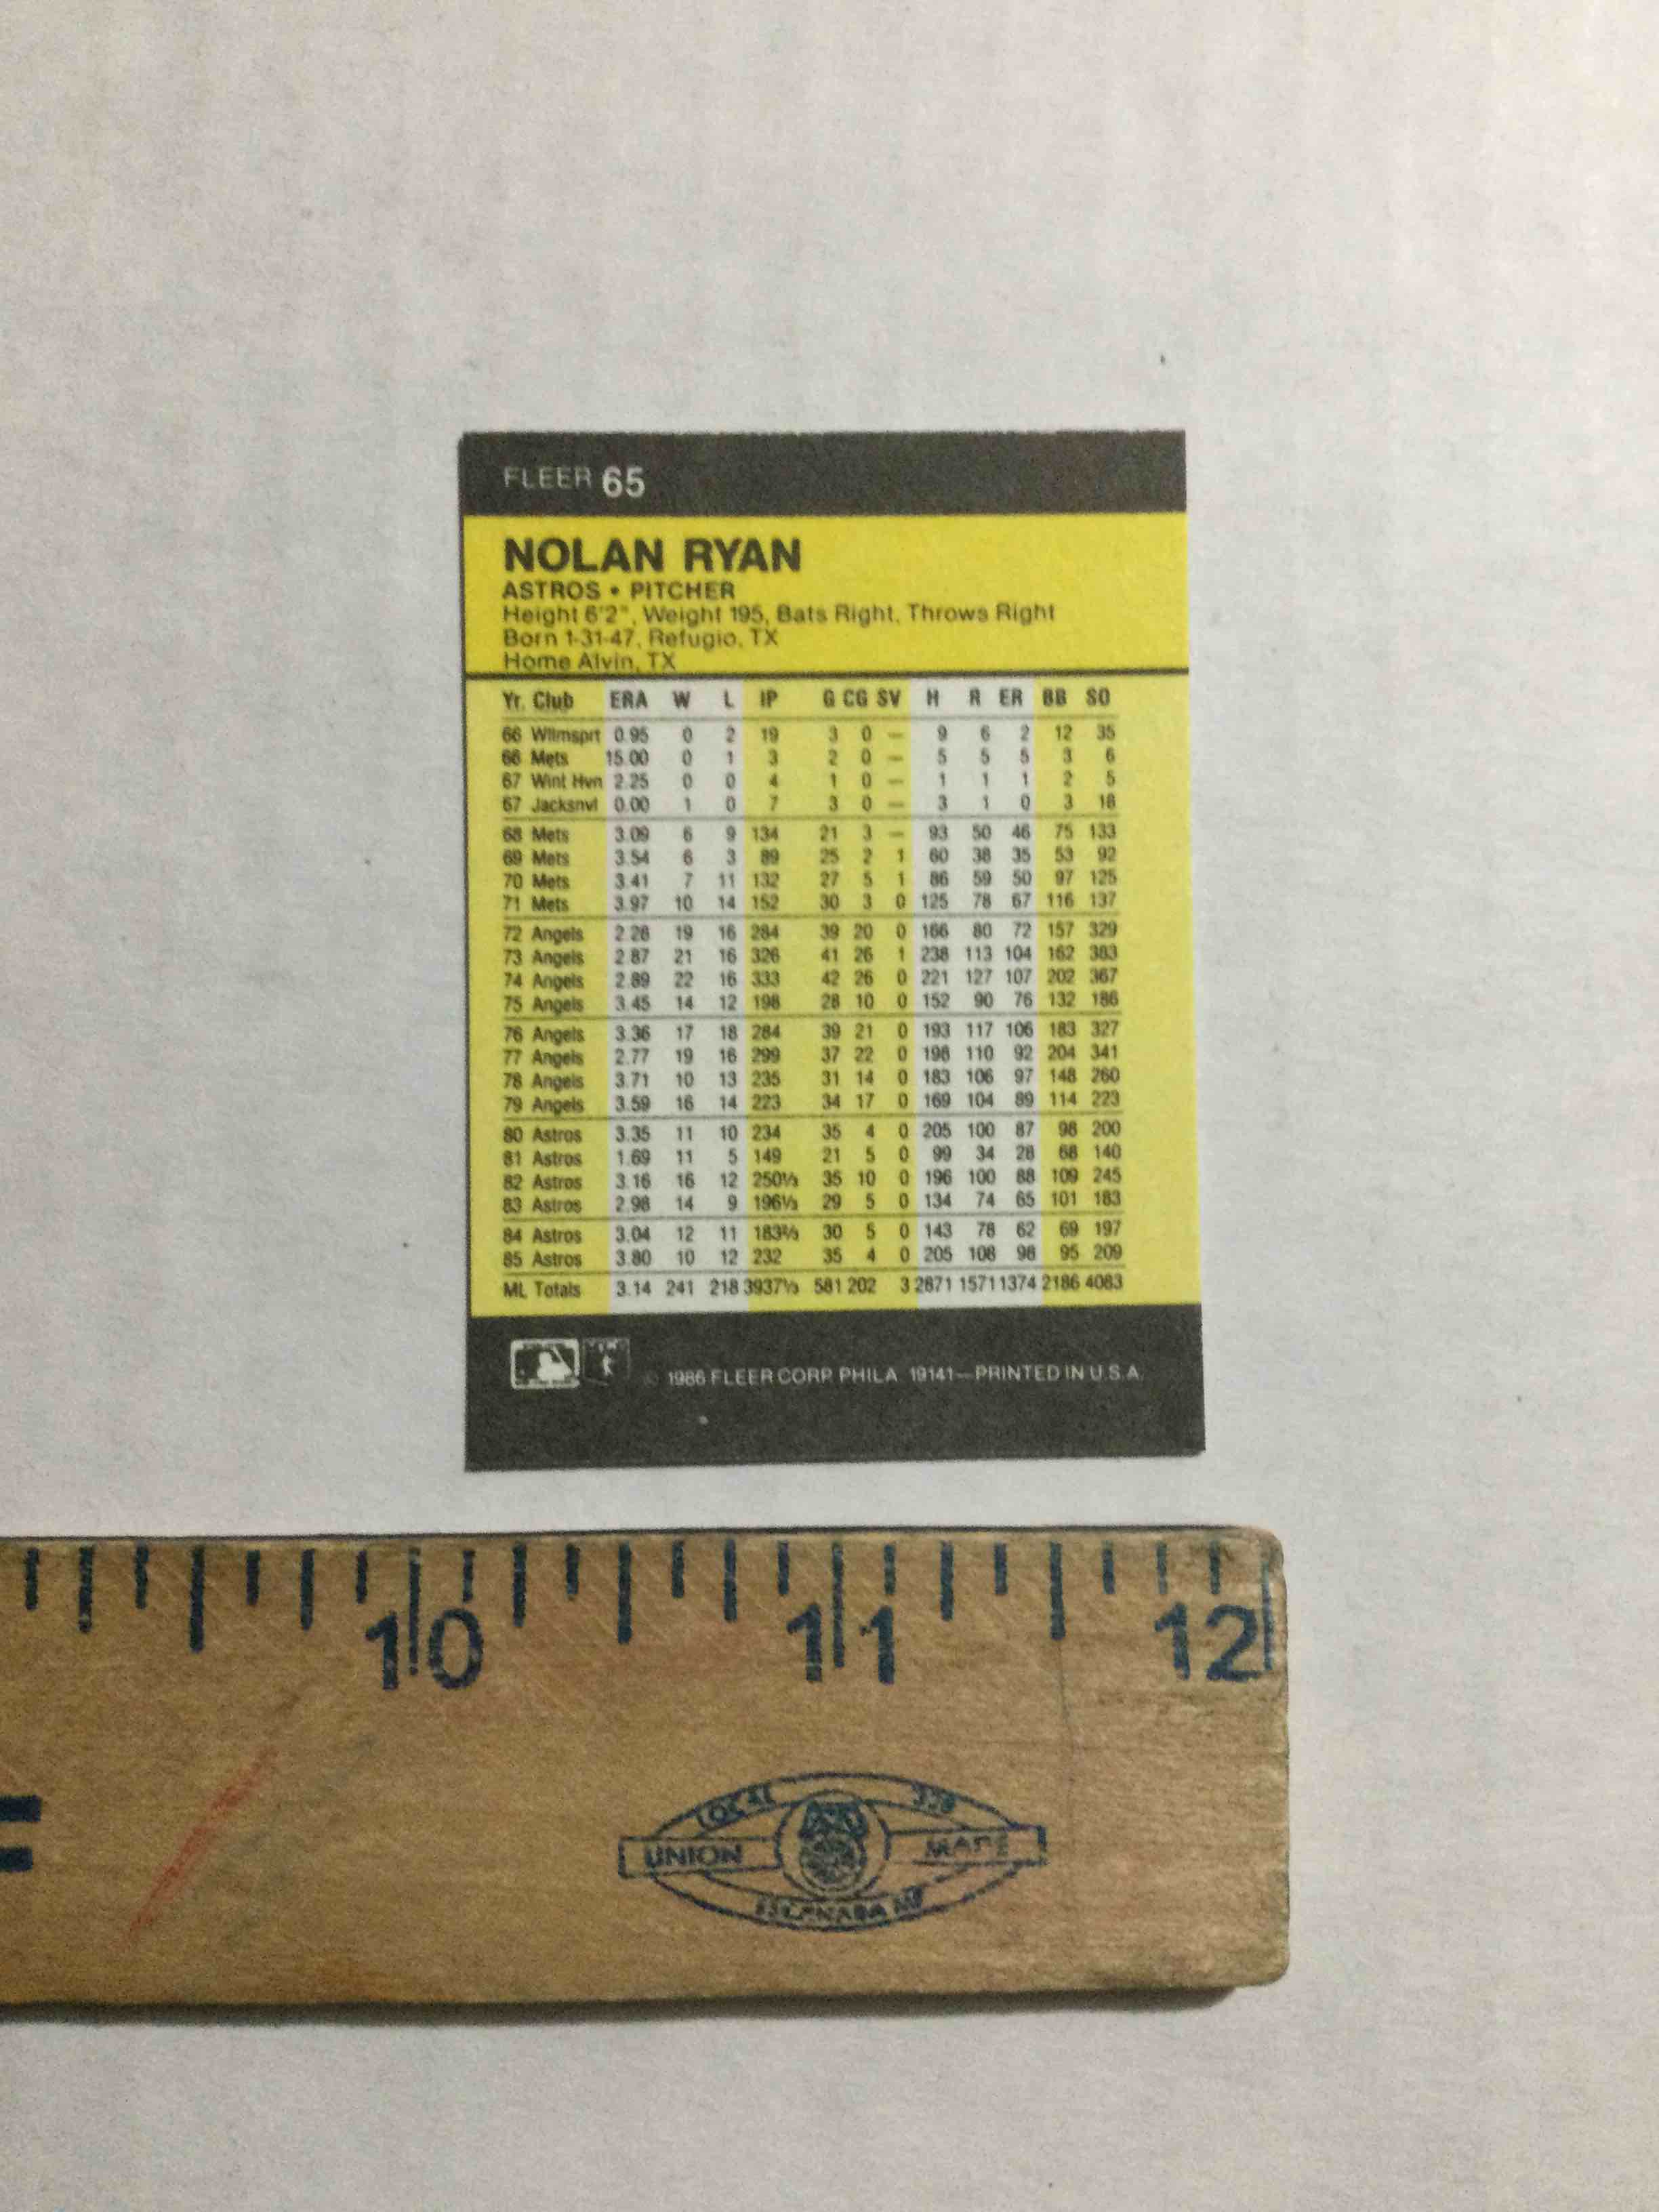 FLEER 65
NOLAN RYAN
ASTROS • PITCHER
Height 6'2", Weight 195, Bats Right, Throws Right
Born 1-31-47, Refugio, TX
Home Alvin, TX
Yr. Club ERA W L IP G CG SV H R ER BB SO
66 Wllmsprt 0.95 0 2 19 3 0 — 9 6 2 12 35
66 Mets 15.00 0 1 3 2 0 — 5 5 5 3 6
67 Wint Hvn 2.25 0 0 4 1 0 — 1 1 1 2 5
67 Jacksnvl 0.00 1 0 7 3 0 — 3 1 0 3 18
68 Mets 3.09 6 9 134 21 3 — 93 50 46 75 133
69 Mets 3.54 6 3 89 25 2 1 60 38 35 53 92
70 Mets 3.41 7 11 132 27 5 1 86 59 50 97 125
71 Mets 3.97 10 14 152 30 3 0 125 78 67 116 137
72 Angels 2.28 19 16 284 39 20 0 166 80 72 157 329
73 Angels 2.87 21 16 326 41 26 1 238 113 104 162 383
74 Angels 2.89 22 16 333 42 26 0 221 127 107 202 367
75 Angels 3.45 14 12 198 28 10 0 152 90 76 132 186
76 Angels 3.36 17 18 284 39 21 0 193 117 106 183 327
77 Angels 2.77 19 16 299 37 22 0 198 110 92 204 341
78 Angels 3.71 10 13 235 31 14 0 183 106 97 148 260
79 Angels 3.59 16 14 223 34 17 0 169 104 89 114 223
80 Astros 3.35 11 10 234 35 4 0 205 100 87 98 200
81 Astros 1.69 11 5 149 21 5 0 99 34 28 68 140
82 Astros 3.16 16 12 250⅓ 35 10 0 196 100 88 109 245
83 Astros 2.98 14 9 196⅓ 29 5 0 134 74 65 101 183
84 Astros 3.04 12 11 183⅔ 30 5 0 143 78 62 69 197
85 Astros 3.80 10 12 232 35 4 0 205 108 98 95 209
ML Totals 3.14 241 218 3937⅓ 581 202 3 2871 1571 1374 2186 4083
© 1986 FLEER CORP. PHILA 19141—PRINTED IN U.S.A.
10 11 12
LOCAL
UNION MADE